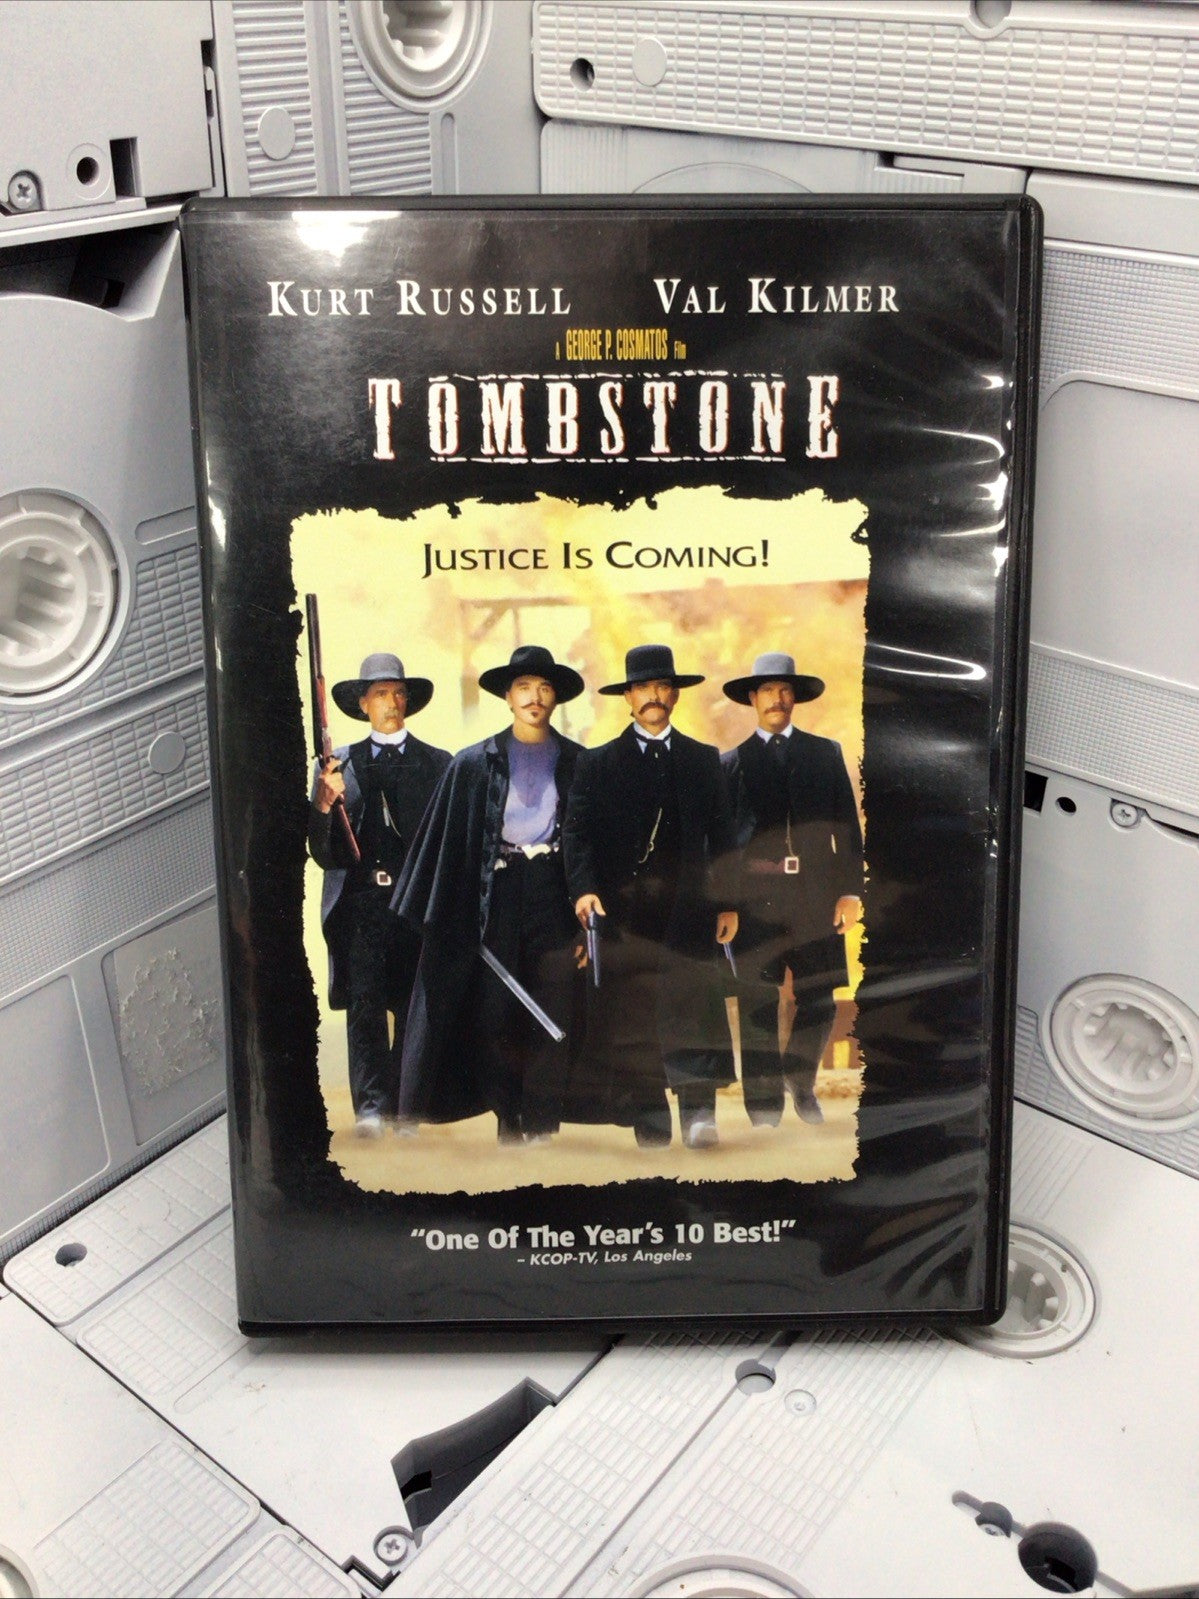 KURT RUSSELL VAL KILMER
A GEORGE P. COSMATOS Film
TOMBSTONE
JUSTICE IS COMING!
"One Of The Year's 10 Best!"
– KCOP-TV, Los Angeles